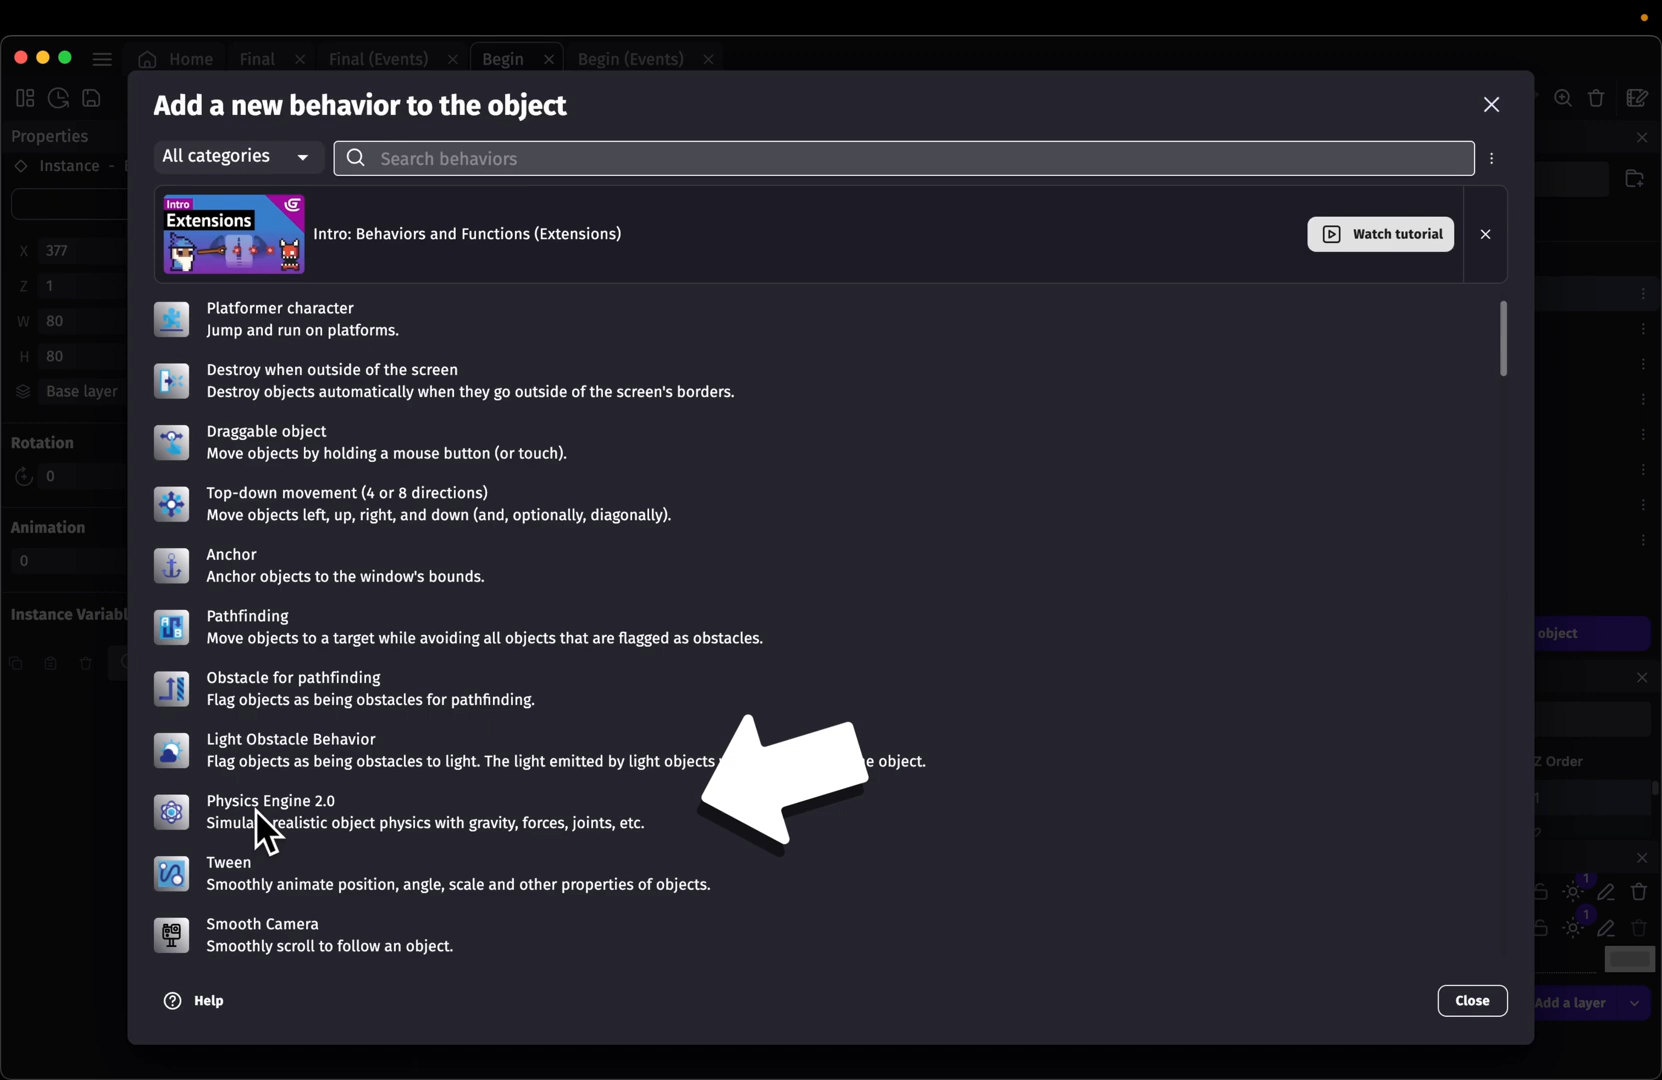 Home
Final
Final (Events)
Begin
Begin (Events)
Add a new behavior to the object
Properties
All categories
Search behaviors
Instance -
Intro
Extensions
Intro: Behaviors and Functions (Extensions)
Watch tutorial
X 377
Z 1
W 80
H 80
Base layer
Platformer character
Jump and run on platforms.
Destroy when outside of the screen
Destroy objects automatically when they go outside of the screen's borders.
Rotation
0
Draggable object
Move objects by holding a mouse button (or touch).
Top-down movement (4 or 8 directions)
Move objects left, up, right, and down (and, optionally, diagonally).
Animation
0
Anchor
Anchor objects to the window's bounds.
Instance Variabl
Pathfinding
Move objects to a target while avoiding all objects that are flagged as obstacles.
object
Obstacle for pathfinding
Flag objects as being obstacles for pathfinding.
Light Obstacle Behavior
Flag objects as being obstacles to light. The light emitted by light objects e object.
Z Order
1
Physics Engine 2.0
realistic object physics with gravity, forces, joints, etc.
Tween
Smoothly animate position, angle, scale and other properties of objects.
1
1
Smooth Camera
Smoothly scroll to follow an object.
Help
Close
Add a layer